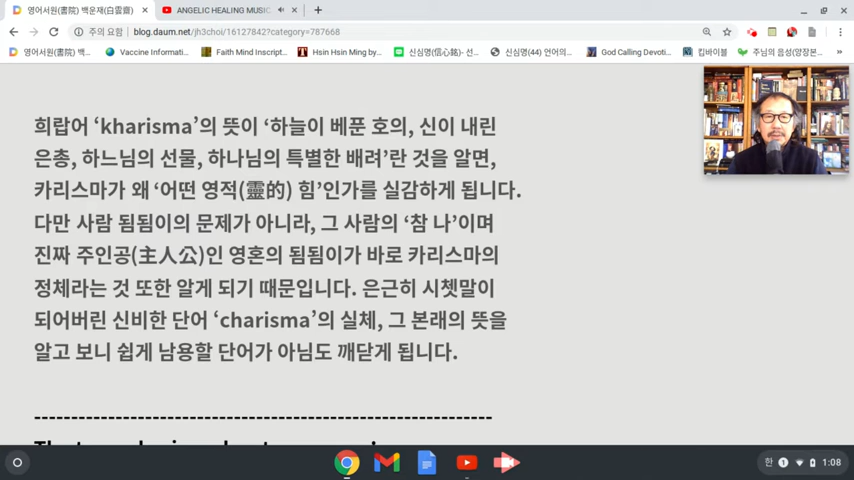 영어서원(書院) 백운재(白雲齋)
ANGELIC HEALING MUSIC
주의 요함
blog.daum.net/jh3choi/16127842?category=787668
영어서원(書院) 백...
Vaccine Informati...
Faith Mind Inscript...
Hsin Hsin Ming by...
신심명(信心銘)- 선...
신심명(44) 언어의...
God Calling Devoti...
킹바이블
주님의 음성(양장본...
희랍어 ‘kharisma’의 뜻이 ‘하늘이 베푼 호의, 신이 내린
은총, 하느님의 선물, 하나님의 특별한 배려’란 것을 알면,
카리스마가 왜 ‘어떤 영적(靈的) 힘’인가를 실감하게 됩니다.
다만 사람 됨됨이의 문제가 아니라, 그 사람의 ‘참 나’이며
진짜 주인공(主人公)인 영혼의 됨됨이가 바로 카리스마의
정체라는 것 또한 알게 되기 때문입니다. 은근히 시쳇말이
되어버린 신비한 단어 ‘charisma’의 실체, 그 본래의 뜻을
알고 보니 쉽게 남용할 단어가 아님도 깨닫게 됩니다.
---------------------------------------------------------------
한
1:08